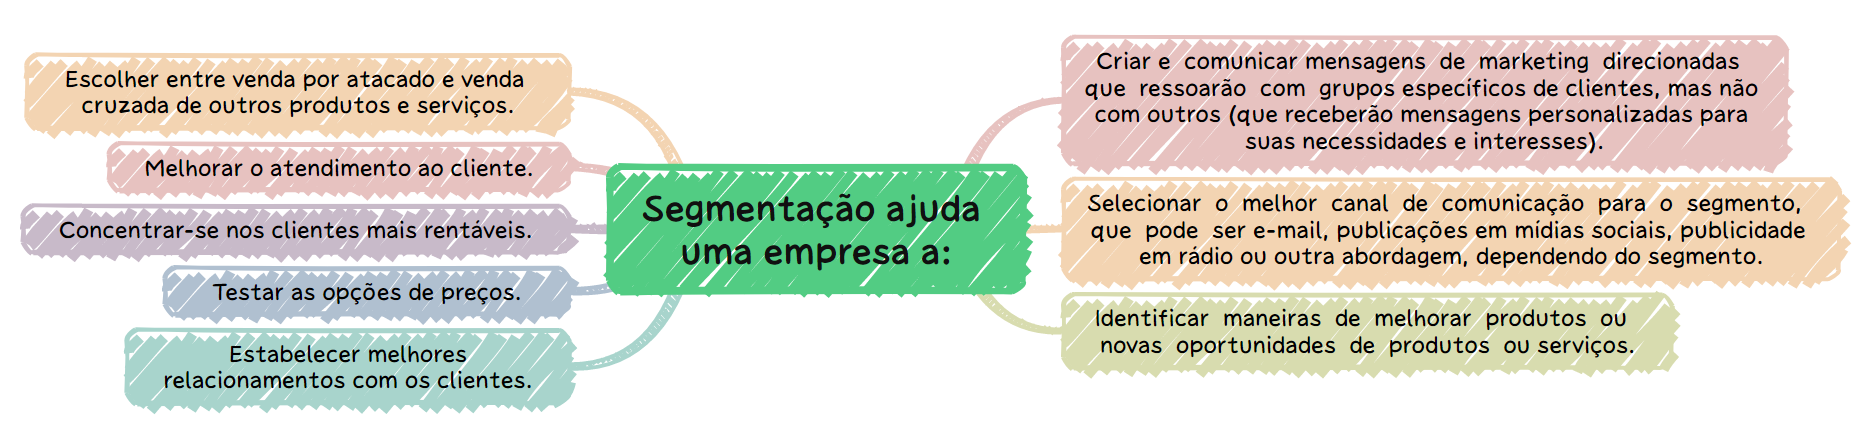 Segmentação ajuda
uma empresa a:
Criar e comunicar mensagens de marketing direcionadas
que ressoarão com grupos específicos de clientes, mas não
com outros (que receberão mensagens personalizadas para
suas necessidades e interesses).
Selecionar o melhor canal de comunicação para o segmento,
que pode ser e-mail, publicações em mídias sociais, publicidade
em rádio ou outra abordagem, dependendo do segmento.
Identificar maneiras de melhorar produtos ou
novas oportunidades de produtos ou serviços.
Escolher entre venda por atacado e venda
cruzada de outros produtos e serviços.
Melhorar o atendimento ao cliente.
Concentrar-se nos clientes mais rentáveis.
Testar as opções de preços.
Estabelecer melhores
relacionamentos com os clientes.